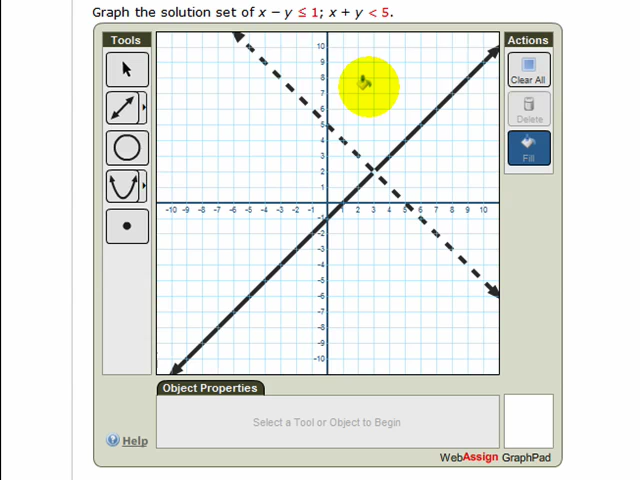 Graph the solution set of x − y ≤ 1; x + y < 5.
Tools
Actions
Clear All
Delete
Fill
10
9
8
7
6
5
4
3
2
1
-10 -9 -8 -7 -6 -5 -4 -3 -2 -1 1 2 3 4 5 6 7 8 9 10
-1
-2
-3
-4
-5
-6
-7
-8
-9
-10
Object Properties
Select a Tool or Object to Begin
Help
WebAssign GraphPad